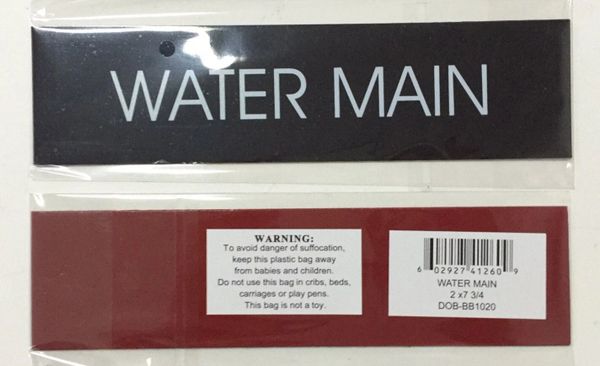 WATER MAIN
WARNING:
To avoid danger of suffocation,
keep this plastic bag away
from babies and children.
Do not use this bag in cribs, beds,
carriages or play pens.
This bag is not a toy.
6 02927 41260 9
WATER MAIN
2 x7 3/4
DOB-BB1020